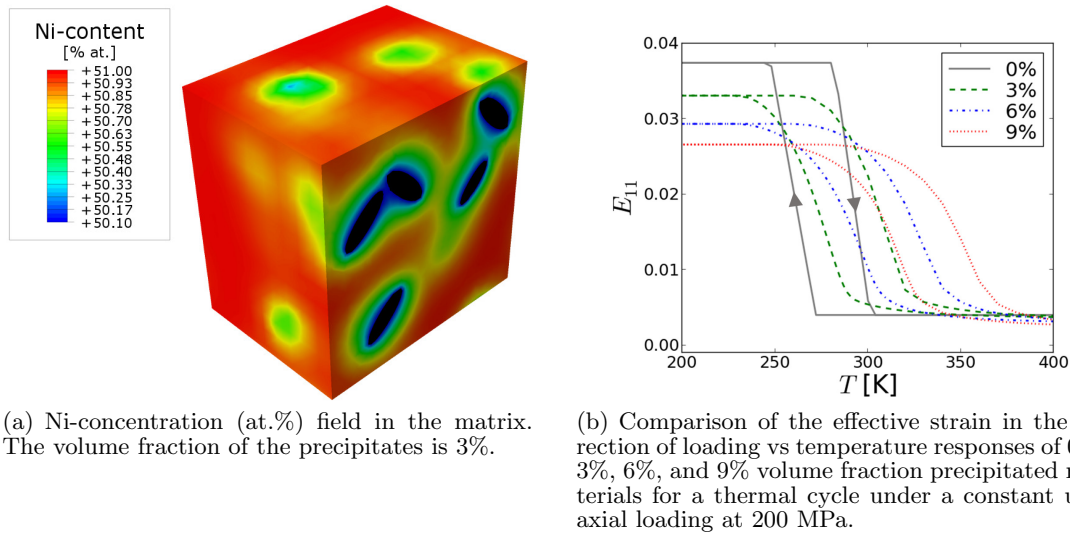 Ni-content
[% at.]
+51.00
+50.93
+50.85
+50.78
+50.70
+50.63
+50.55
+50.48
+50.40
+50.33
+50.25
+50.17
+50.10
0.04
0.03
0.02
0.01
0.00
E11
200
250
300
350
400
T [K]
0%
3%
6%
9%
(a) Ni-concentration (at.%) field in the matrix.
The volume fraction of the precipitates is 3%.
(b) Comparison of the effective strain in the
rection of loading vs temperature responses of
3%, 6%, and 9% volume fraction precipitated
terials for a thermal cycle under a constant
axial loading at 200 MPa.